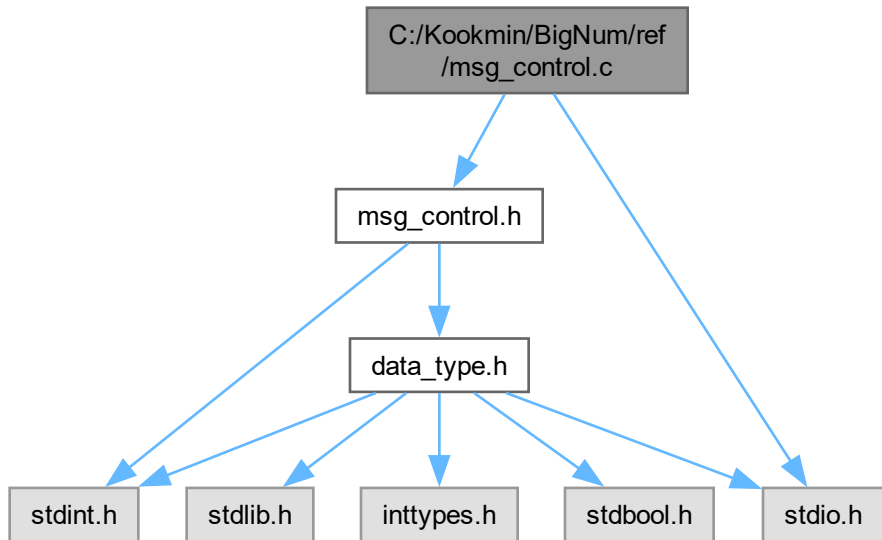 C:/Kookmin/BigNum/ref
/msg_control.c
msg_control.h
data_type.h
stdint.h
stdlib.h
inttypes.h
stdbool.h
stdio.h